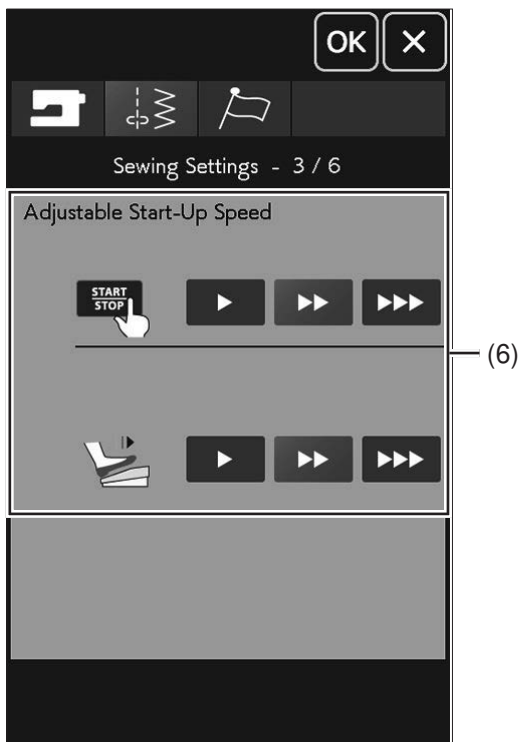 OK
Sewing Settings - 3 / 6
Adjustable Start-Up Speed
START
STOP
(6)